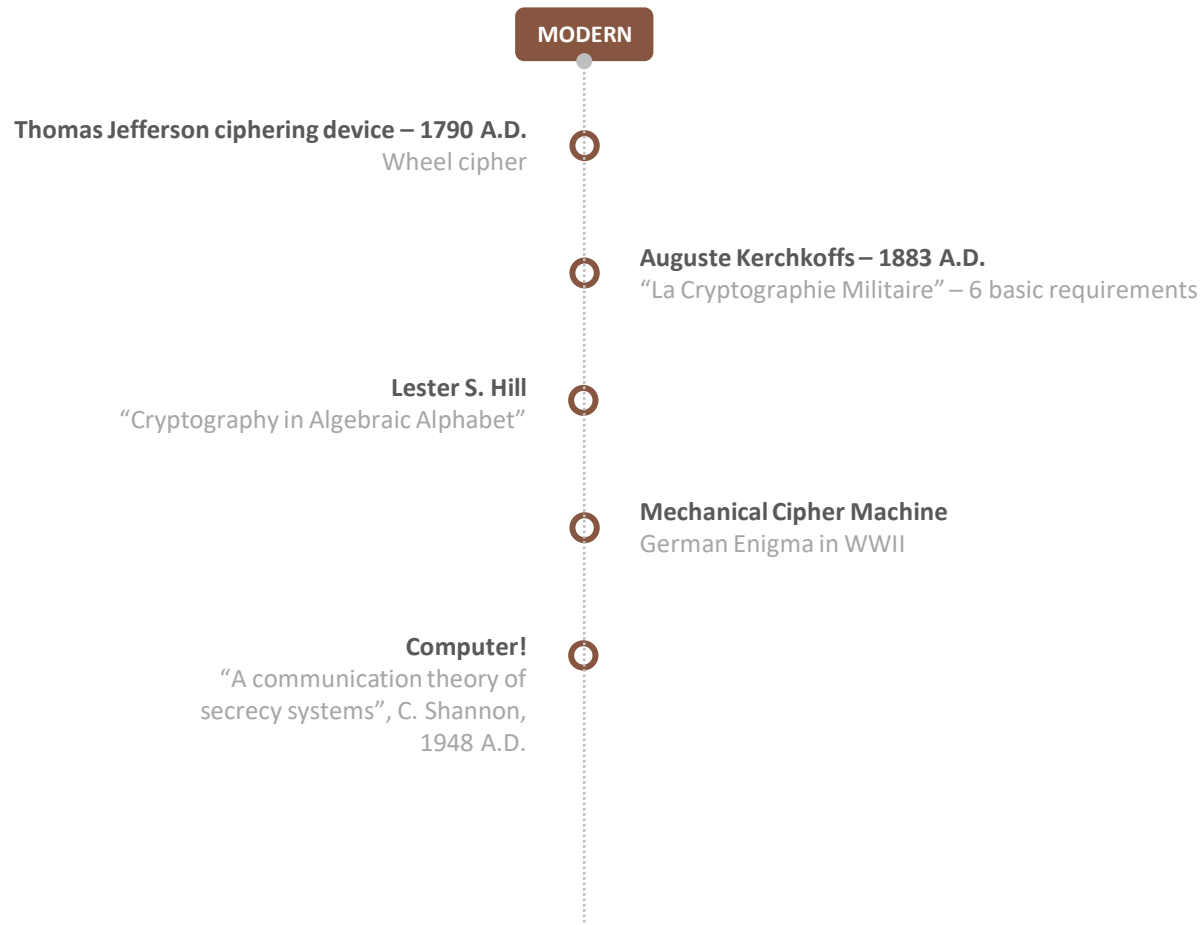 MODERN
Thomas Jefferson ciphering device – 1790 A.D.
Wheel cipher
Auguste Kerchkoffs – 1883 A.D.
“La Cryptographie Militaire” – 6 basic requirements
Lester S. Hill
“Cryptography in Algebraic Alphabet”
Mechanical Cipher Machine
German Enigma in WWII
Computer!
“A communication theory of
secrecy systems”, C. Shannon,
1948 A.D.